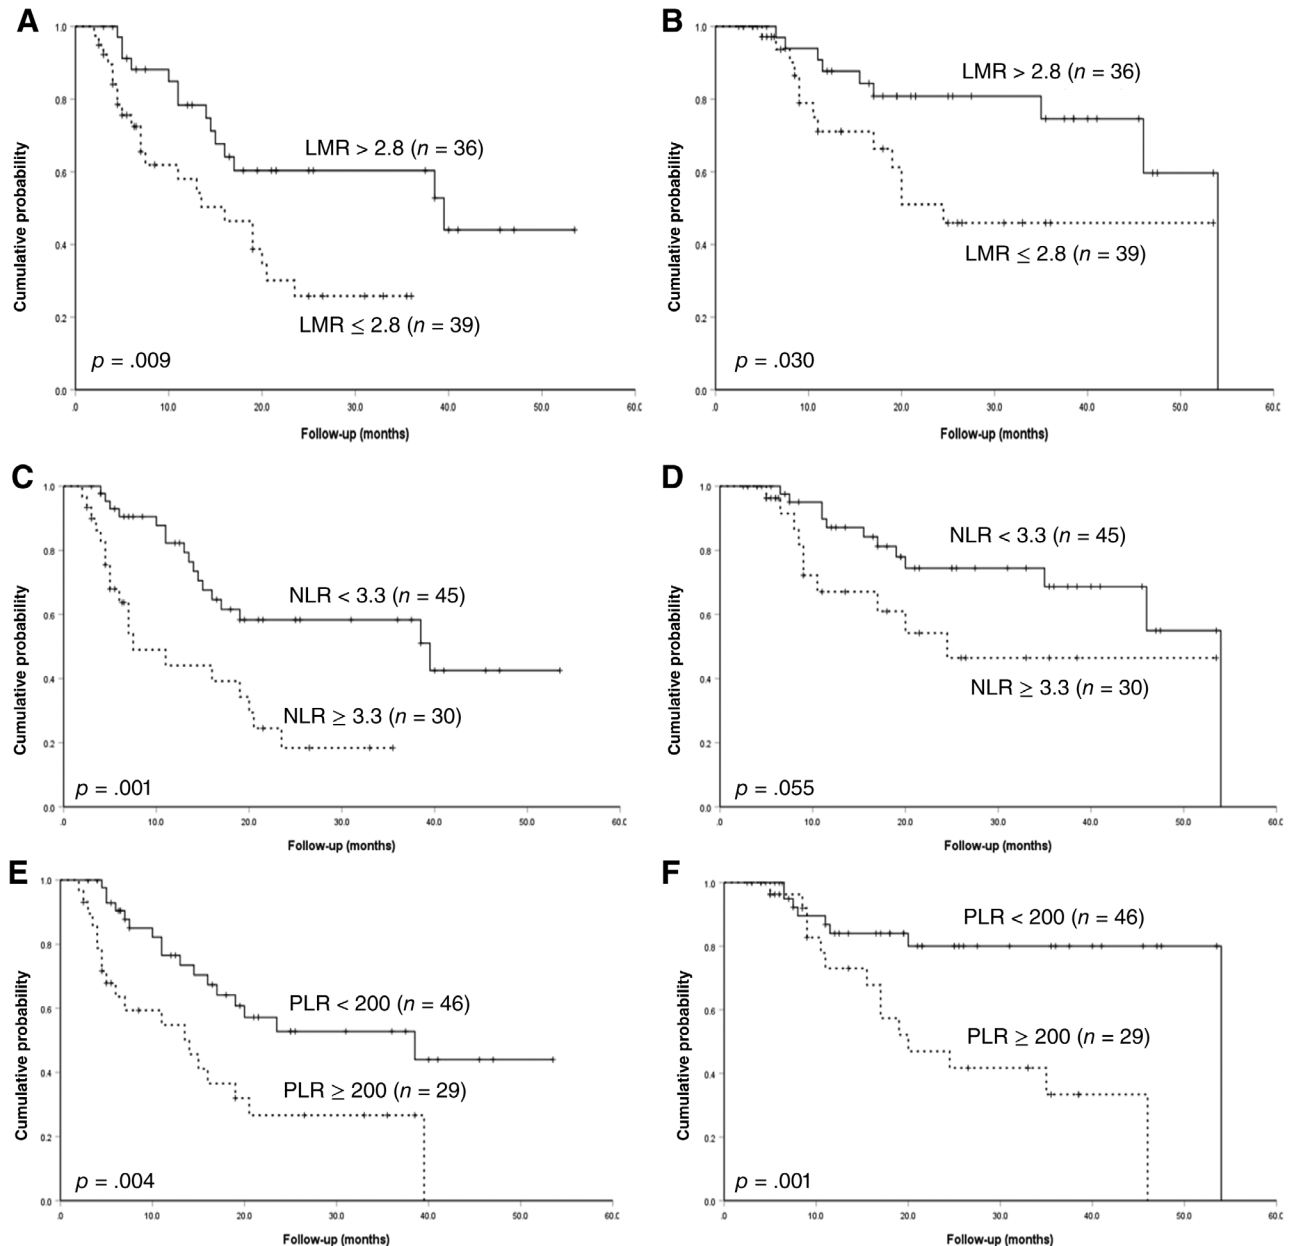 A
1.0
0.8
0.6
0.4
0.2
0.0
Cumulative probability
LMR > 2.8 (n = 36)
LMR ≤ 2.8 (n = 39)
p = .009
.0 10.0 20.0 30.0 40.0 50.0 60.0
Follow-up (months)
B
1.0
0.8
0.6
0.4
0.2
0.0
Cumulative probability
LMR > 2.8 (n = 36)
LMR ≤ 2.8 (n = 39)
p = .030
.0 10.0 20.0 30.0 40.0 50.0 60.0
Follow-up (months)
C
1.0
0.8
0.6
0.4
0.2
0.0
Cumulative probability
NLR < 3.3 (n = 45)
NLR ≥ 3.3 (n = 30)
p = .001
.0 10.0 20.0 30.0 40.0 50.0 60.0
Follow-up (months)
D
1.0
0.8
0.6
0.4
0.2
0.0
Cumulative probability
NLR < 3.3 (n = 45)
NLR ≥ 3.3 (n = 30)
p = .055
.0 10.0 20.0 30.0 40.0 50.0 60.0
Follow-up (months)
E
1.0
0.8
0.6
0.4
0.2
0.0
Cumulative probability
PLR < 200 (n = 46)
PLR ≥ 200 (n = 29)
p = .004
.0 10.0 20.0 30.0 40.0 50.0 60.0
Follow-up (months)
F
1.0
0.8
0.6
0.4
0.2
0.0
Cumulative probability
PLR < 200 (n = 46)
PLR ≥ 200 (n = 29)
p = .001
.0 10.0 20.0 30.0 40.0 50.0 60.0
Follow-up (months)